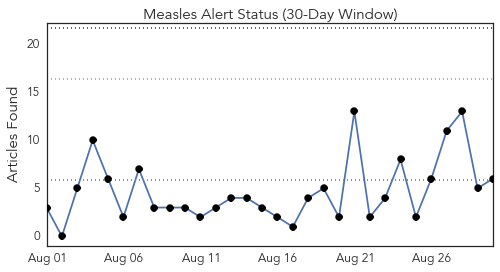 Measles Alert Status (30-Day Window)
Articles Found
20
15
10
5
0
Aug 01 Aug 06 Aug 11 Aug 16 Aug 21 Aug 26